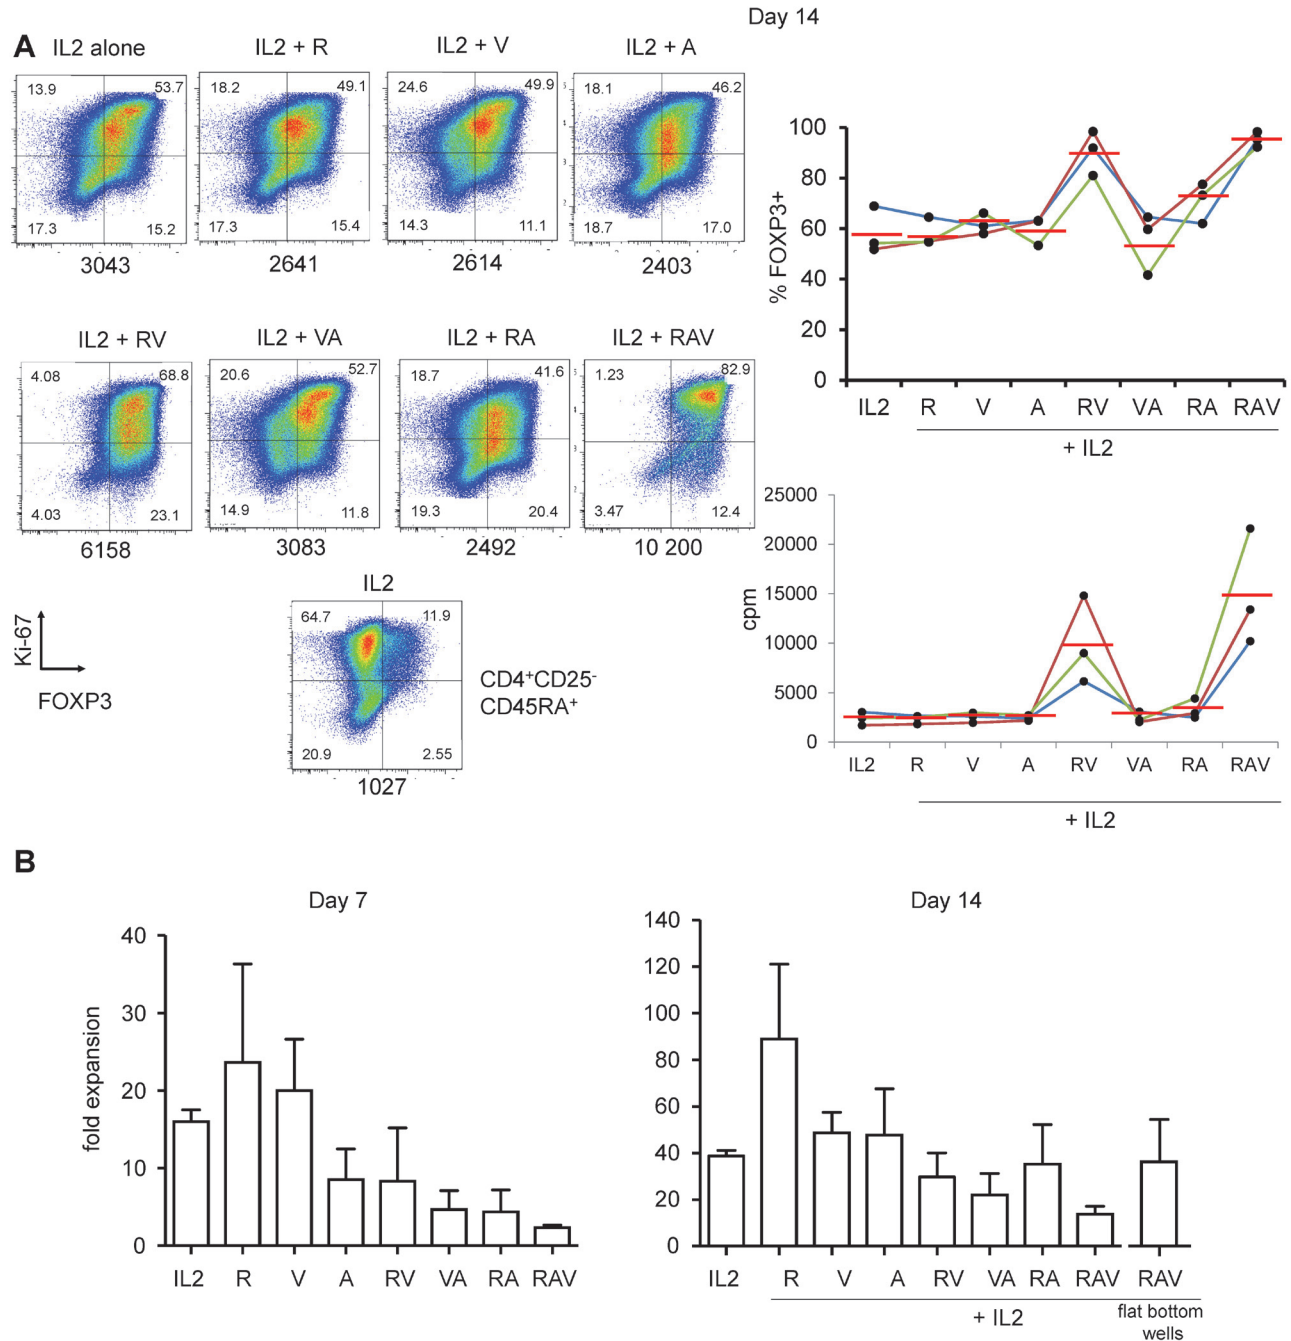 Day 14
A
IL2 alone
IL2 + R
IL2 + V
IL2 + A
13.9 53.7
17.3 15.2
3043
18.2 49.1
17.3 15.4
2641
24.6 49.9
14.3 11.1
2614
18.1 46.2
18.7 17.0
2403
IL2 + RV
IL2 + VA
IL2 + RA
IL2 + RAV
4.08 68.8
4.03 23.1
6158
20.6 52.7
14.9 11.8
3083
18.7 41.6
19.3 20.4
2492
1.23 82.9
3.47 12.4
10 200
IL2
64.7 11.9
20.9 2.55
1027
Ki-67
FOXP3
CD4+CD25-
CD45RA+
% FOXP3+
100
80
60
40
20
0
IL2 R V A RV VA RA RAV
+ IL2
cpm
25000
20000
15000
10000
5000
0
IL2 R V A RV VA RA RAV
+ IL2
B
Day 7
fold expansion
40
30
20
10
0
IL2 R V A RV VA RA RAV
Day 14
140
120
100
80
60
40
20
0
IL2 R V A RV VA RA RAV RAV
+ IL2
flat bottom
wells